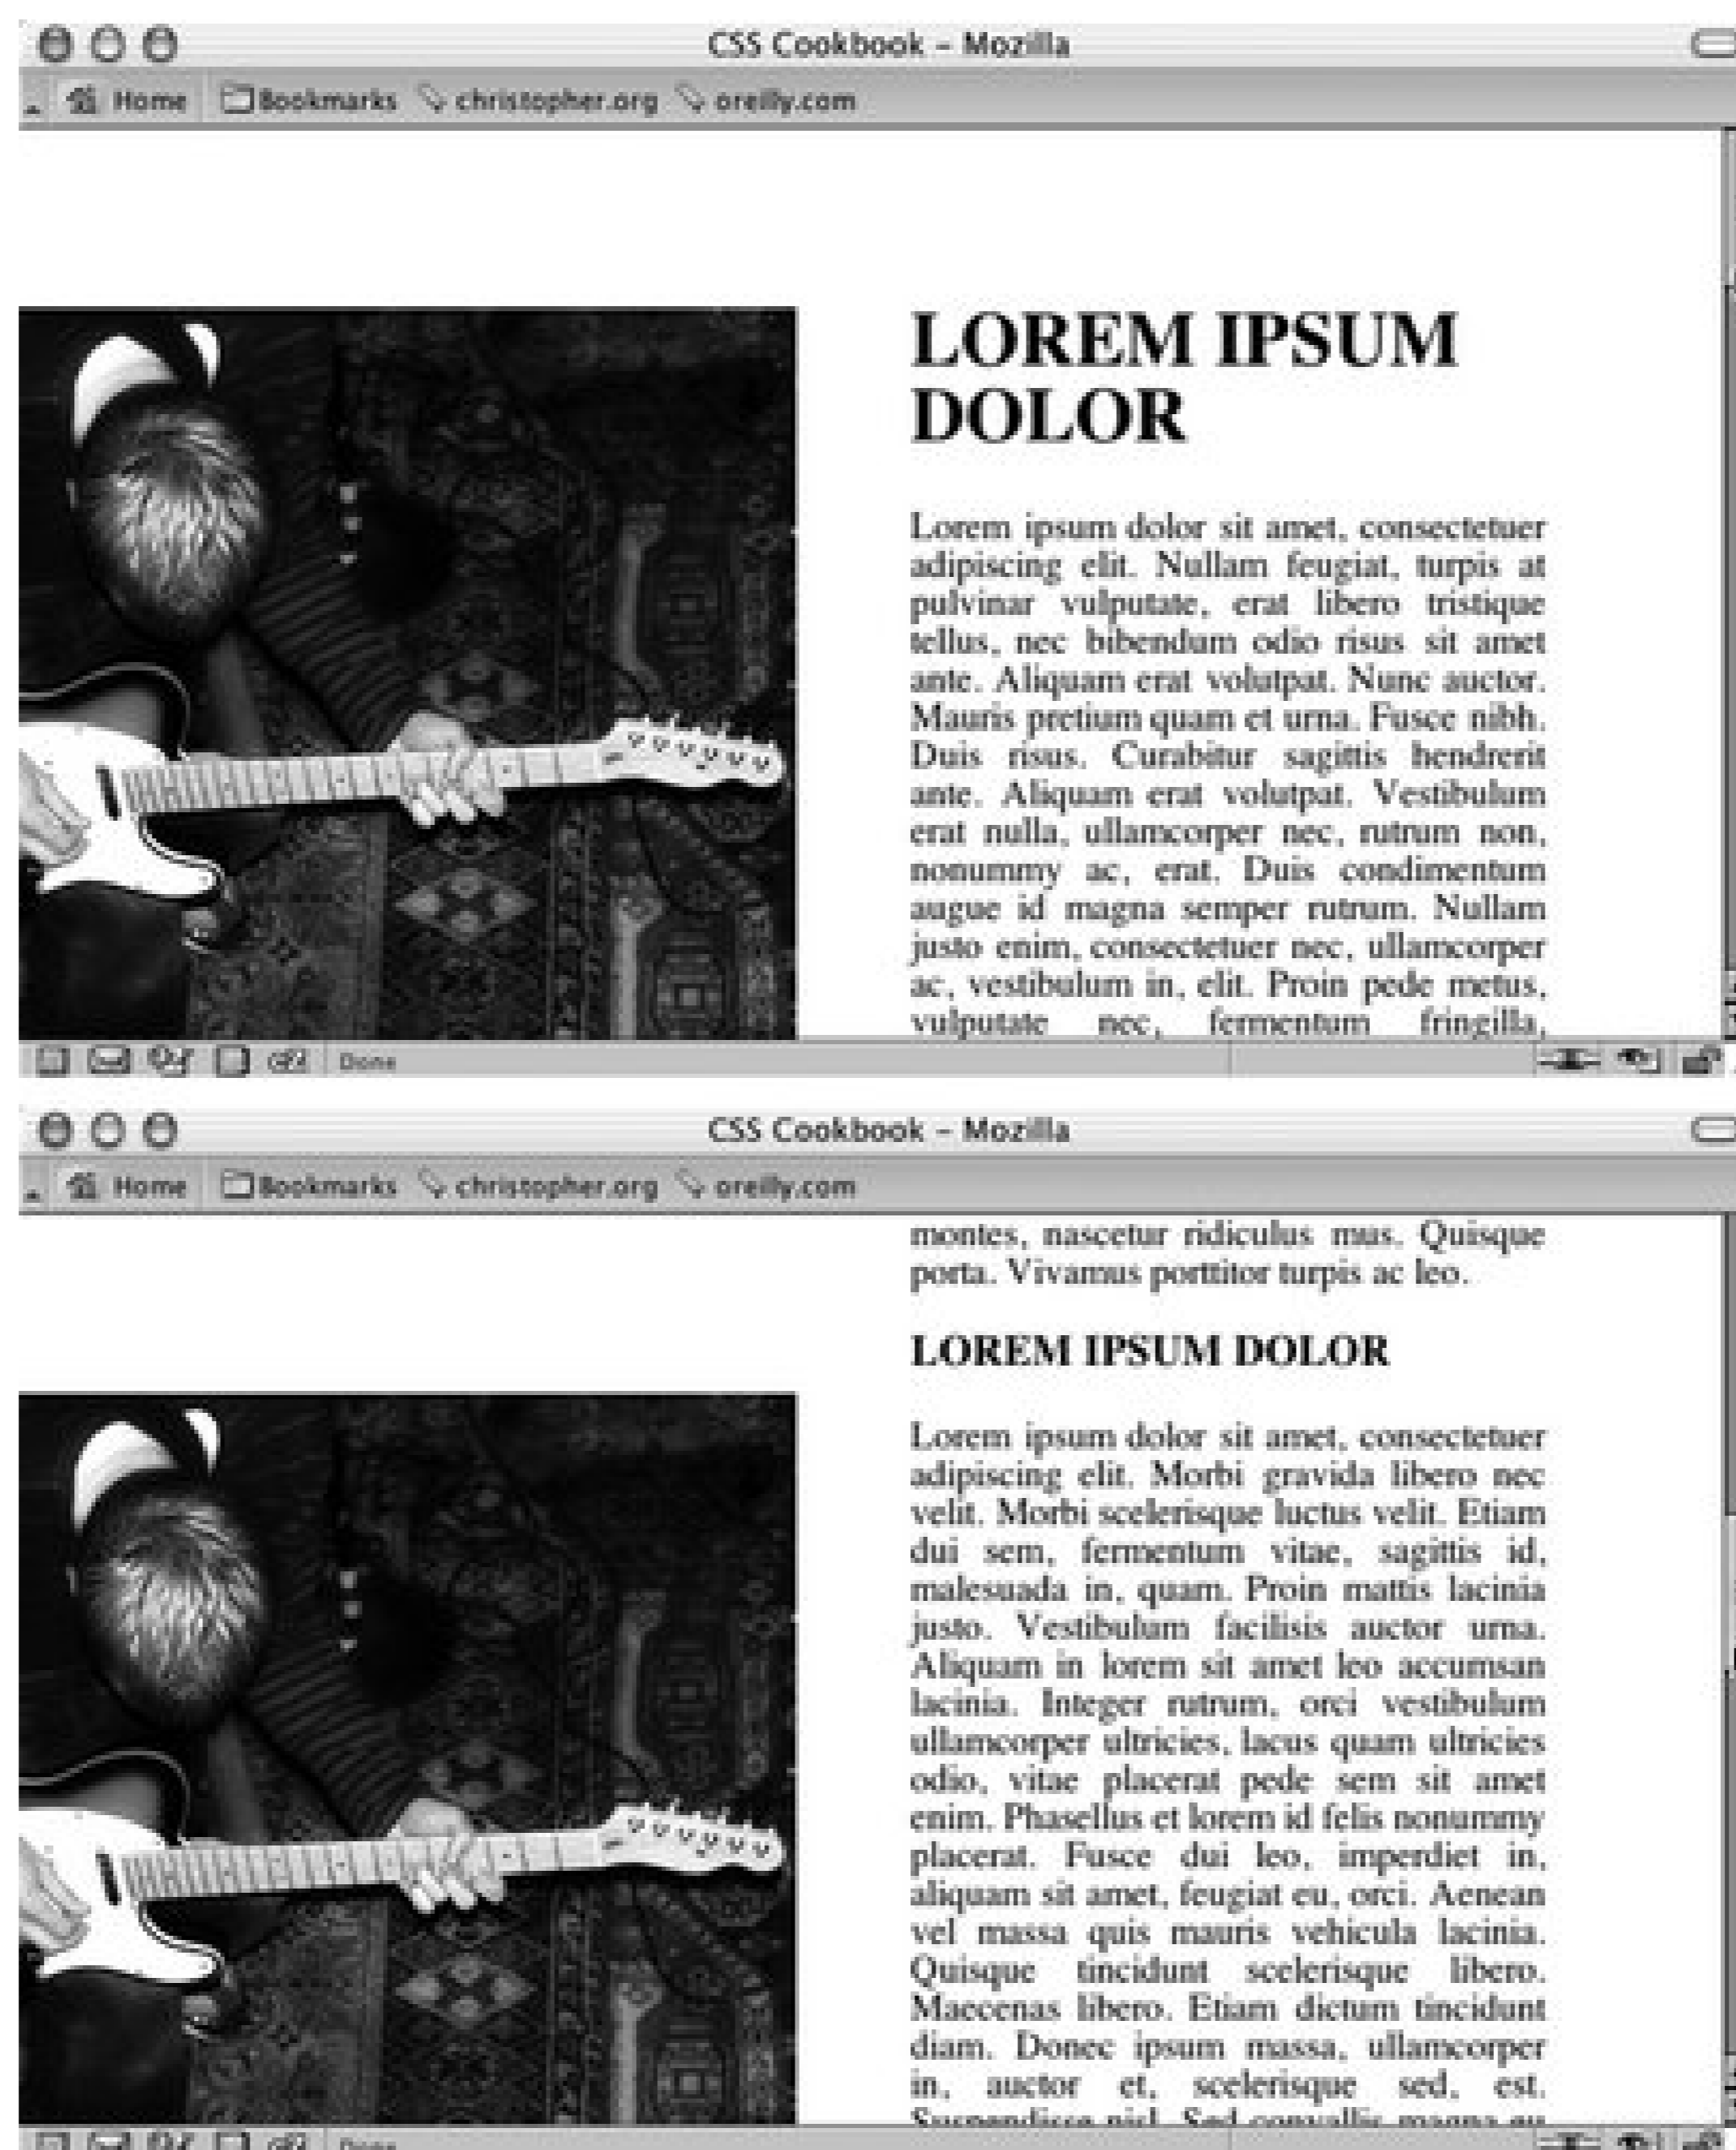 CSS Cookbook – Mozilla
Home Bookmarks christopher.org oreilly.com
LOREM IPSUM
DOLOR
Lorem ipsum dolor sit amet, consectetuer
adipiscing elit. Nullam feugiat, turpis at
pulvinar vulputate, erat libero tristique
tellus, nec bibendum odio risus sit amet
ante. Aliquam erat volutpat. Nunc auctor.
Mauris pretium quam et urna. Fusce nibh.
Duis risus. Curabitur sagittis hendrerit
ante. Aliquam erat volutpat. Vestibulum
erat nulla, ullamcorper nec, rutrum non,
nonummy ac, erat. Duis condimentum
augue id magna semper rutrum. Nullam
justo enim, consectetuer nec, ullamcorper
ac, vestibulum in, elit. Proin pede metus,
vulputate nec, fermentum fringilla,
Done
CSS Cookbook – Mozilla
Home Bookmarks christopher.org oreilly.com
montes, nascetur ridiculus mus. Quisque
porta. Vivamus porttitor turpis ac leo.
LOREM IPSUM DOLOR
Lorem ipsum dolor sit amet, consectetuer
adipiscing elit. Morbi gravida libero nec
velit. Morbi scelerisque luctus velit. Etiam
dui sem, fermentum vitae, sagittis id,
malesuada in, quam. Proin mattis lacinia
justo. Vestibulum facilisis auctor urna.
Aliquam in lorem sit amet leo accumsan
lacinia. Integer rutrum, orci vestibulum
ullamcorper ultricies, lacus quam ultricies
odio, vitae placerat pede sem sit amet
enim. Phasellus et lorem id felis nonummy
placerat. Fusce dui leo, imperdiet in,
aliquam sit amet, feugiat eu, orci. Aenean
vel massa quis mauris vehicula lacinia.
Quisque tincidunt scelerisque libero.
Maecenas libero. Etiam dictum tincidunt
diam. Donec ipsum massa, ullamcorper
in, auctor et, scelerisque sed, est.
Suspendisse nisl. Sed convallis magna eu
Done